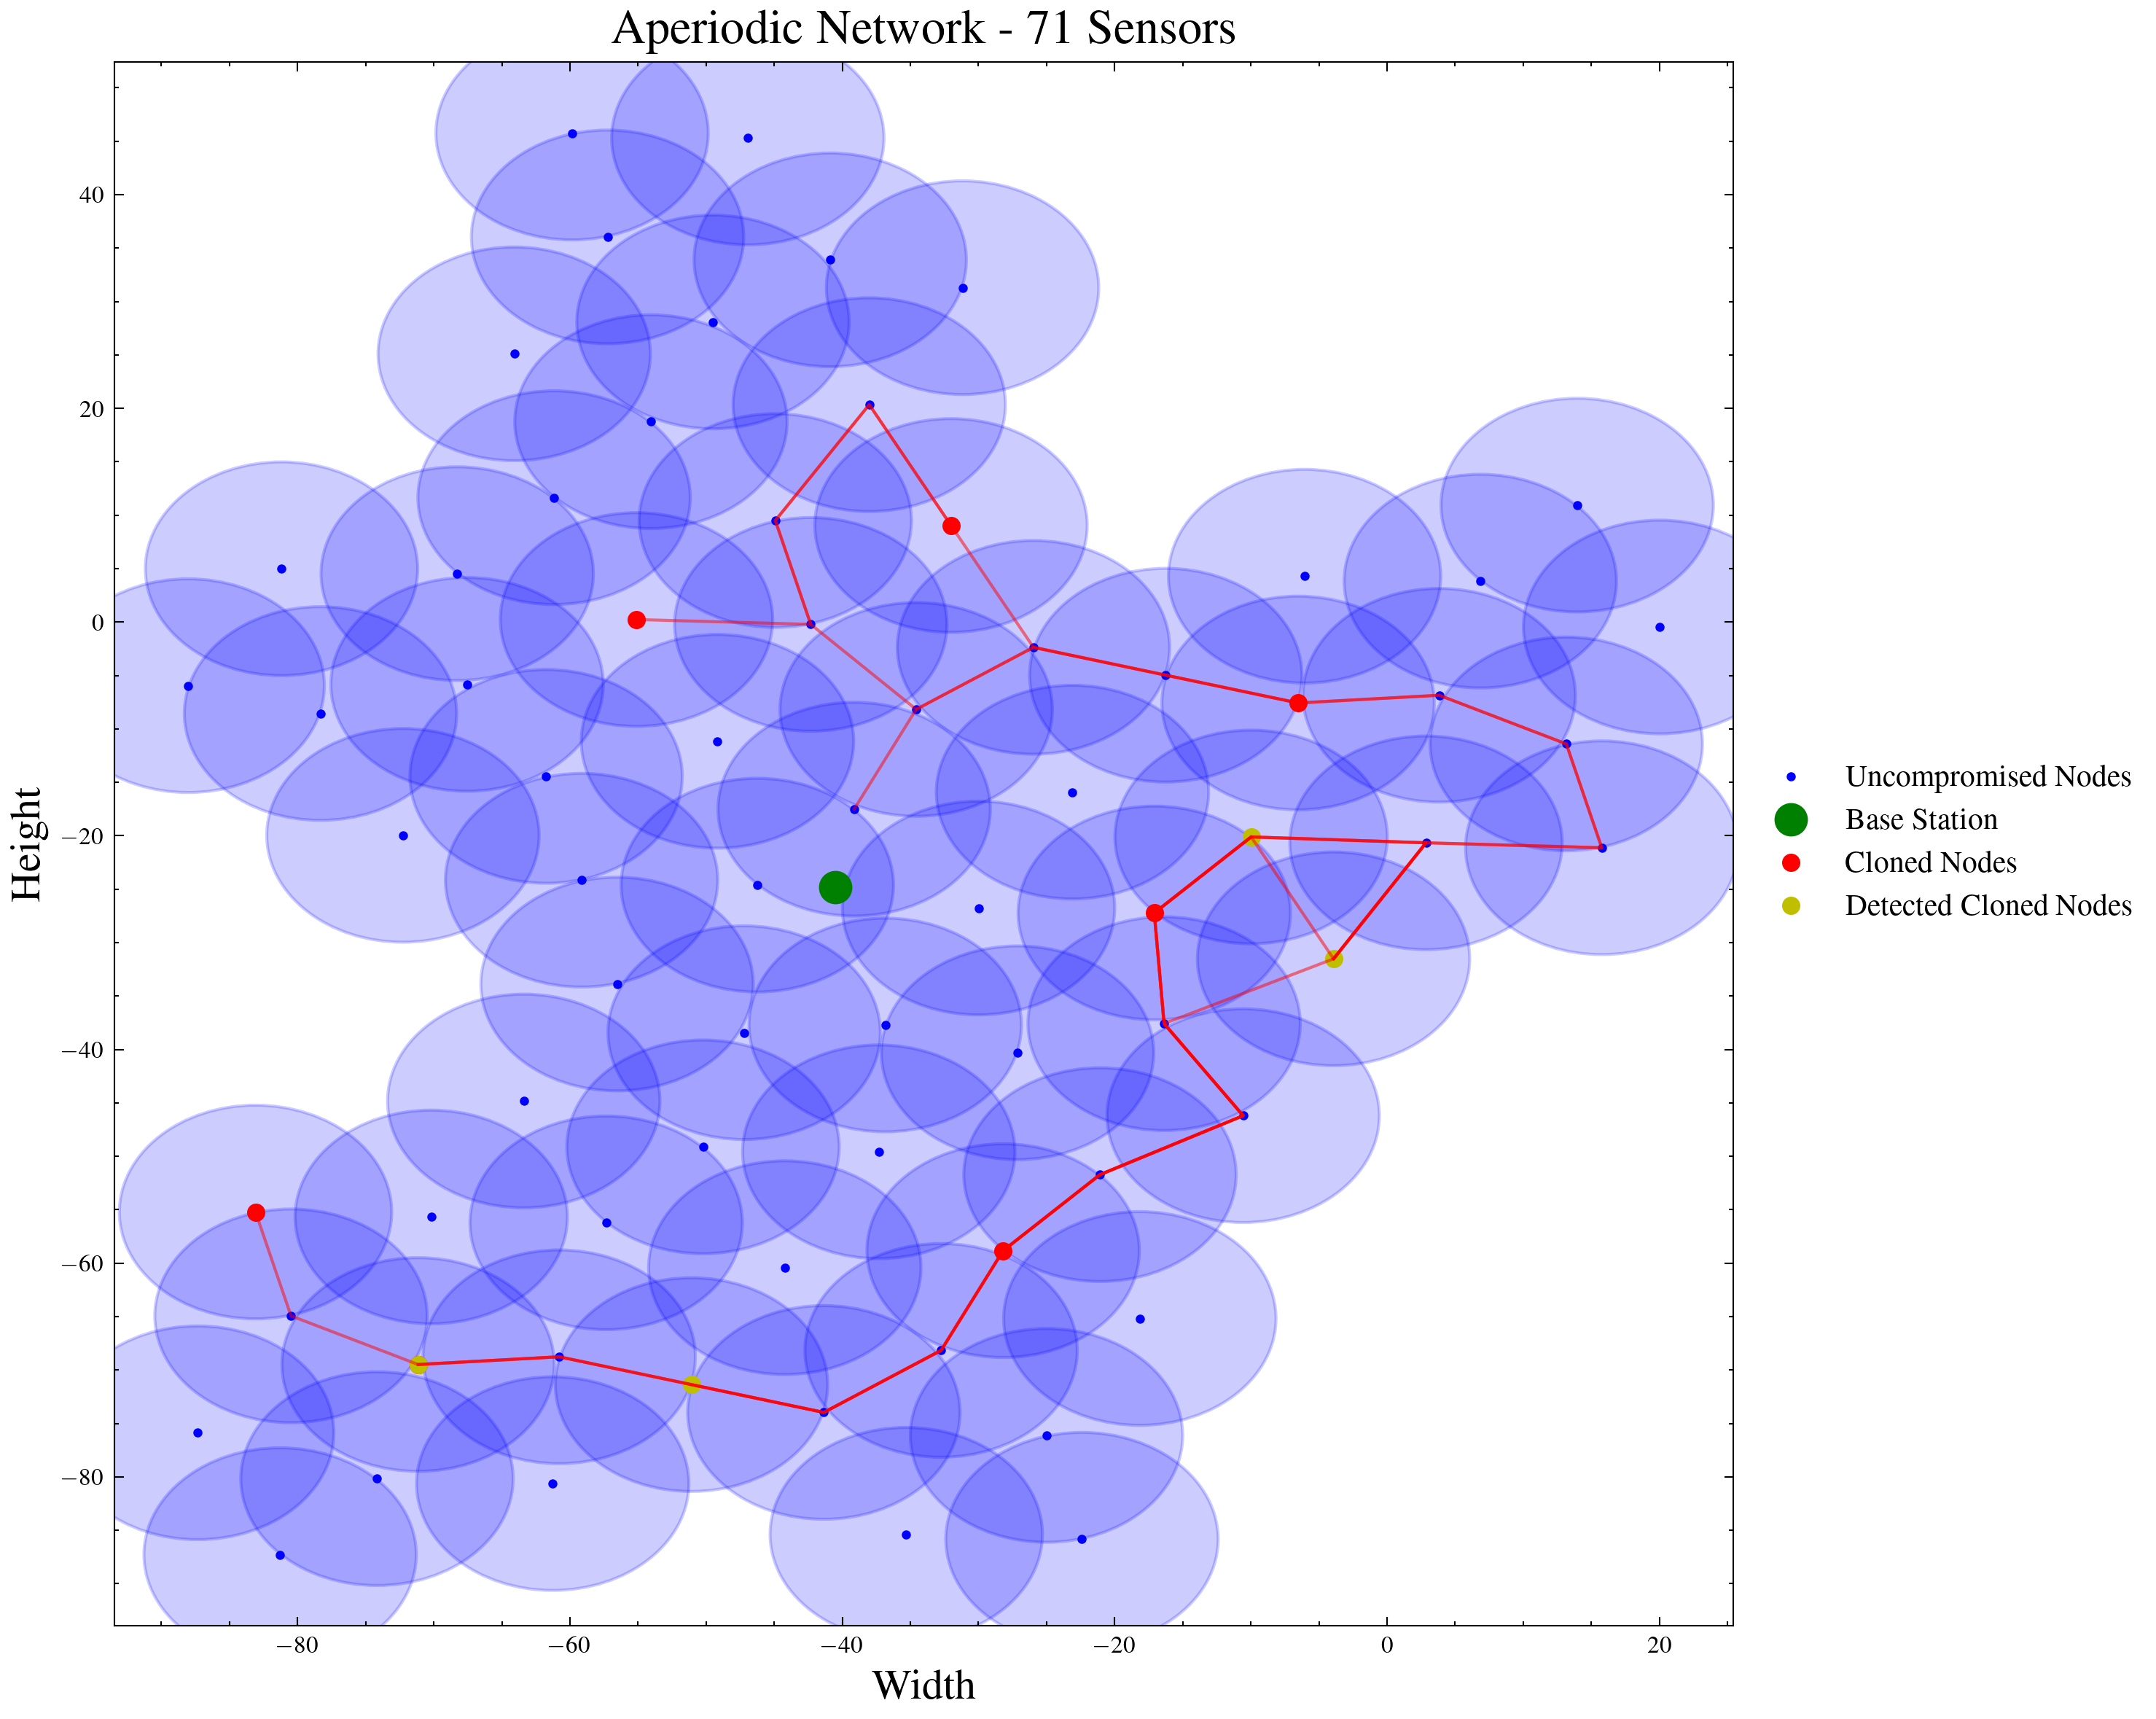 Aperiodic Network - 71 Sensors
Height
40
20
0
−20
−40
−60
−80
−80
−60
−40
−20
0
20
Width
Uncompromised Nodes
Base Station
Cloned Nodes
Detected Cloned Nodes